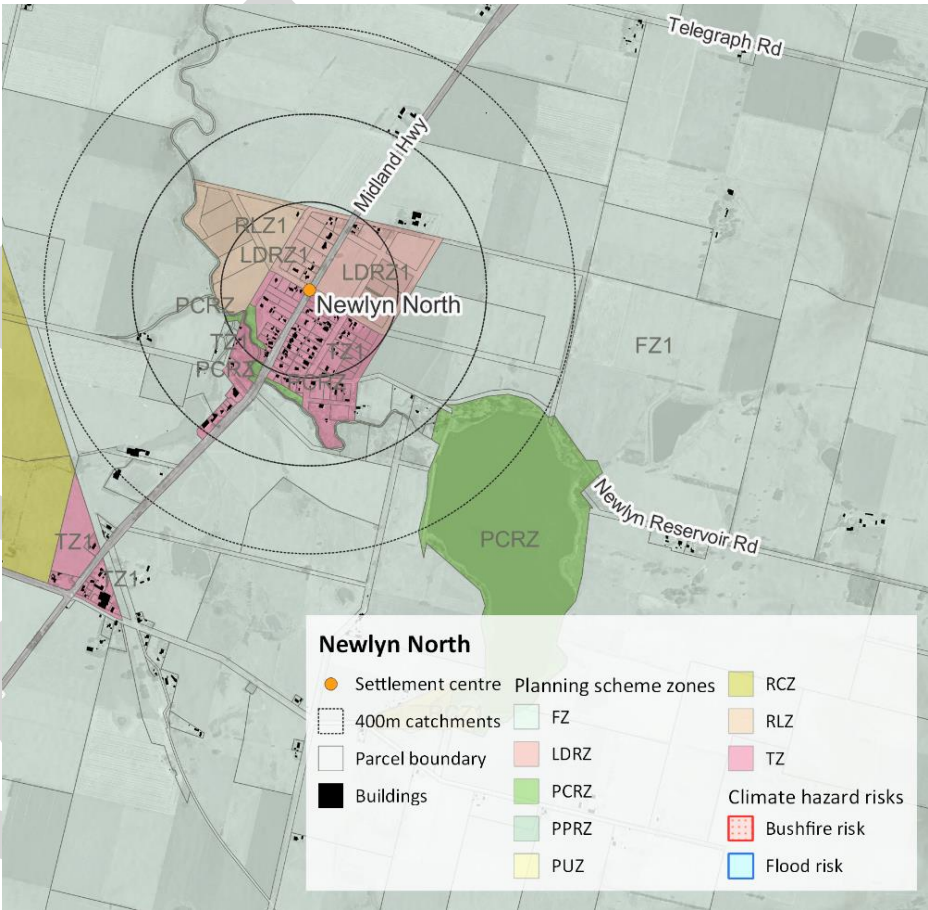 Telegraph Rd
Midland Hwy
RLZ1
LDRZ1
LDRZ1
PCRZ
Newlyn North
TZ1
TZ1
FZ1
PCRZ
PCRZ
PCRZ
Newlyn Reservoir Rd
TZ1
TZ1
Newlyn North
Settlement centre
400m catchments
Parcel boundary
Buildings
Planning scheme zones
FZ
LDRZ
PCRZ
PPRZ
PUZ
RCZ
RLZ
TZ
Climate hazard risks
Bushfire risk
Flood risk